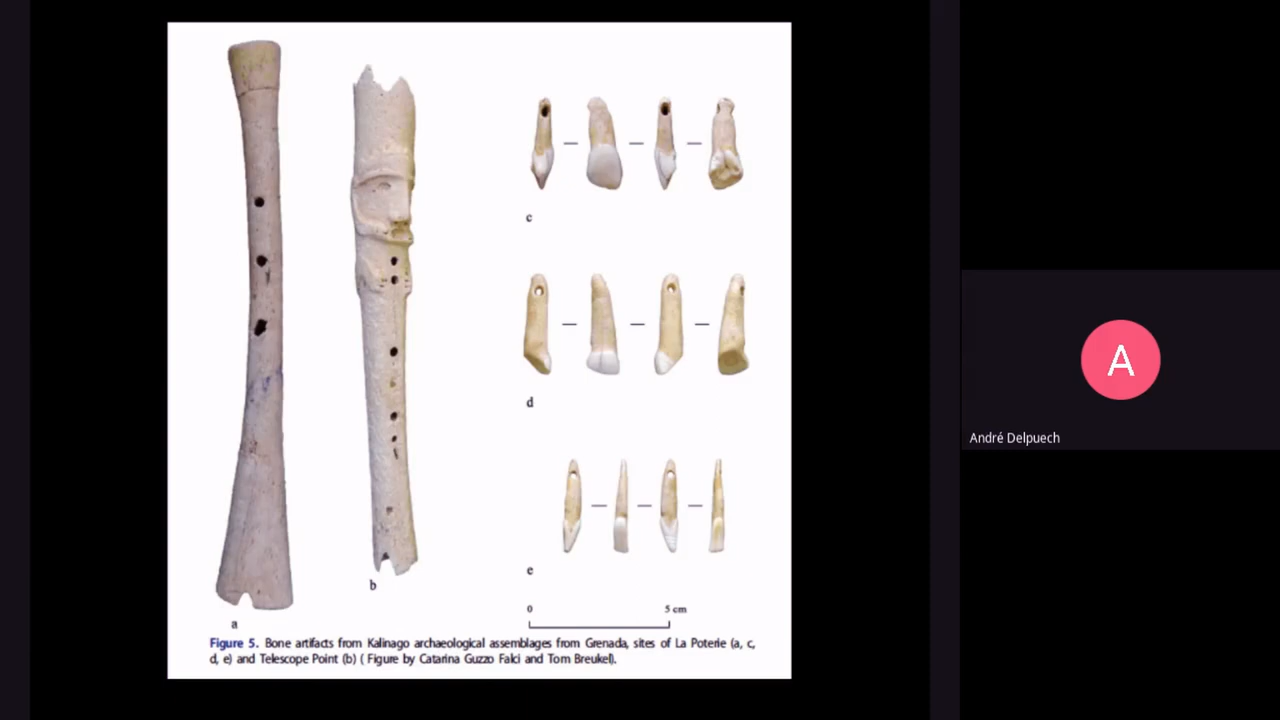 c
d
b
e
0 5 cm
a
Figure 5. Bone artifacts from Kalinago archaeological assemblages from Grenada, sites of La Poterie (a, c,
d, e) and Telescope Point (b) ( Figure by Catarina Guzzo Falci and Tom Breukel).
A
André Delpuech